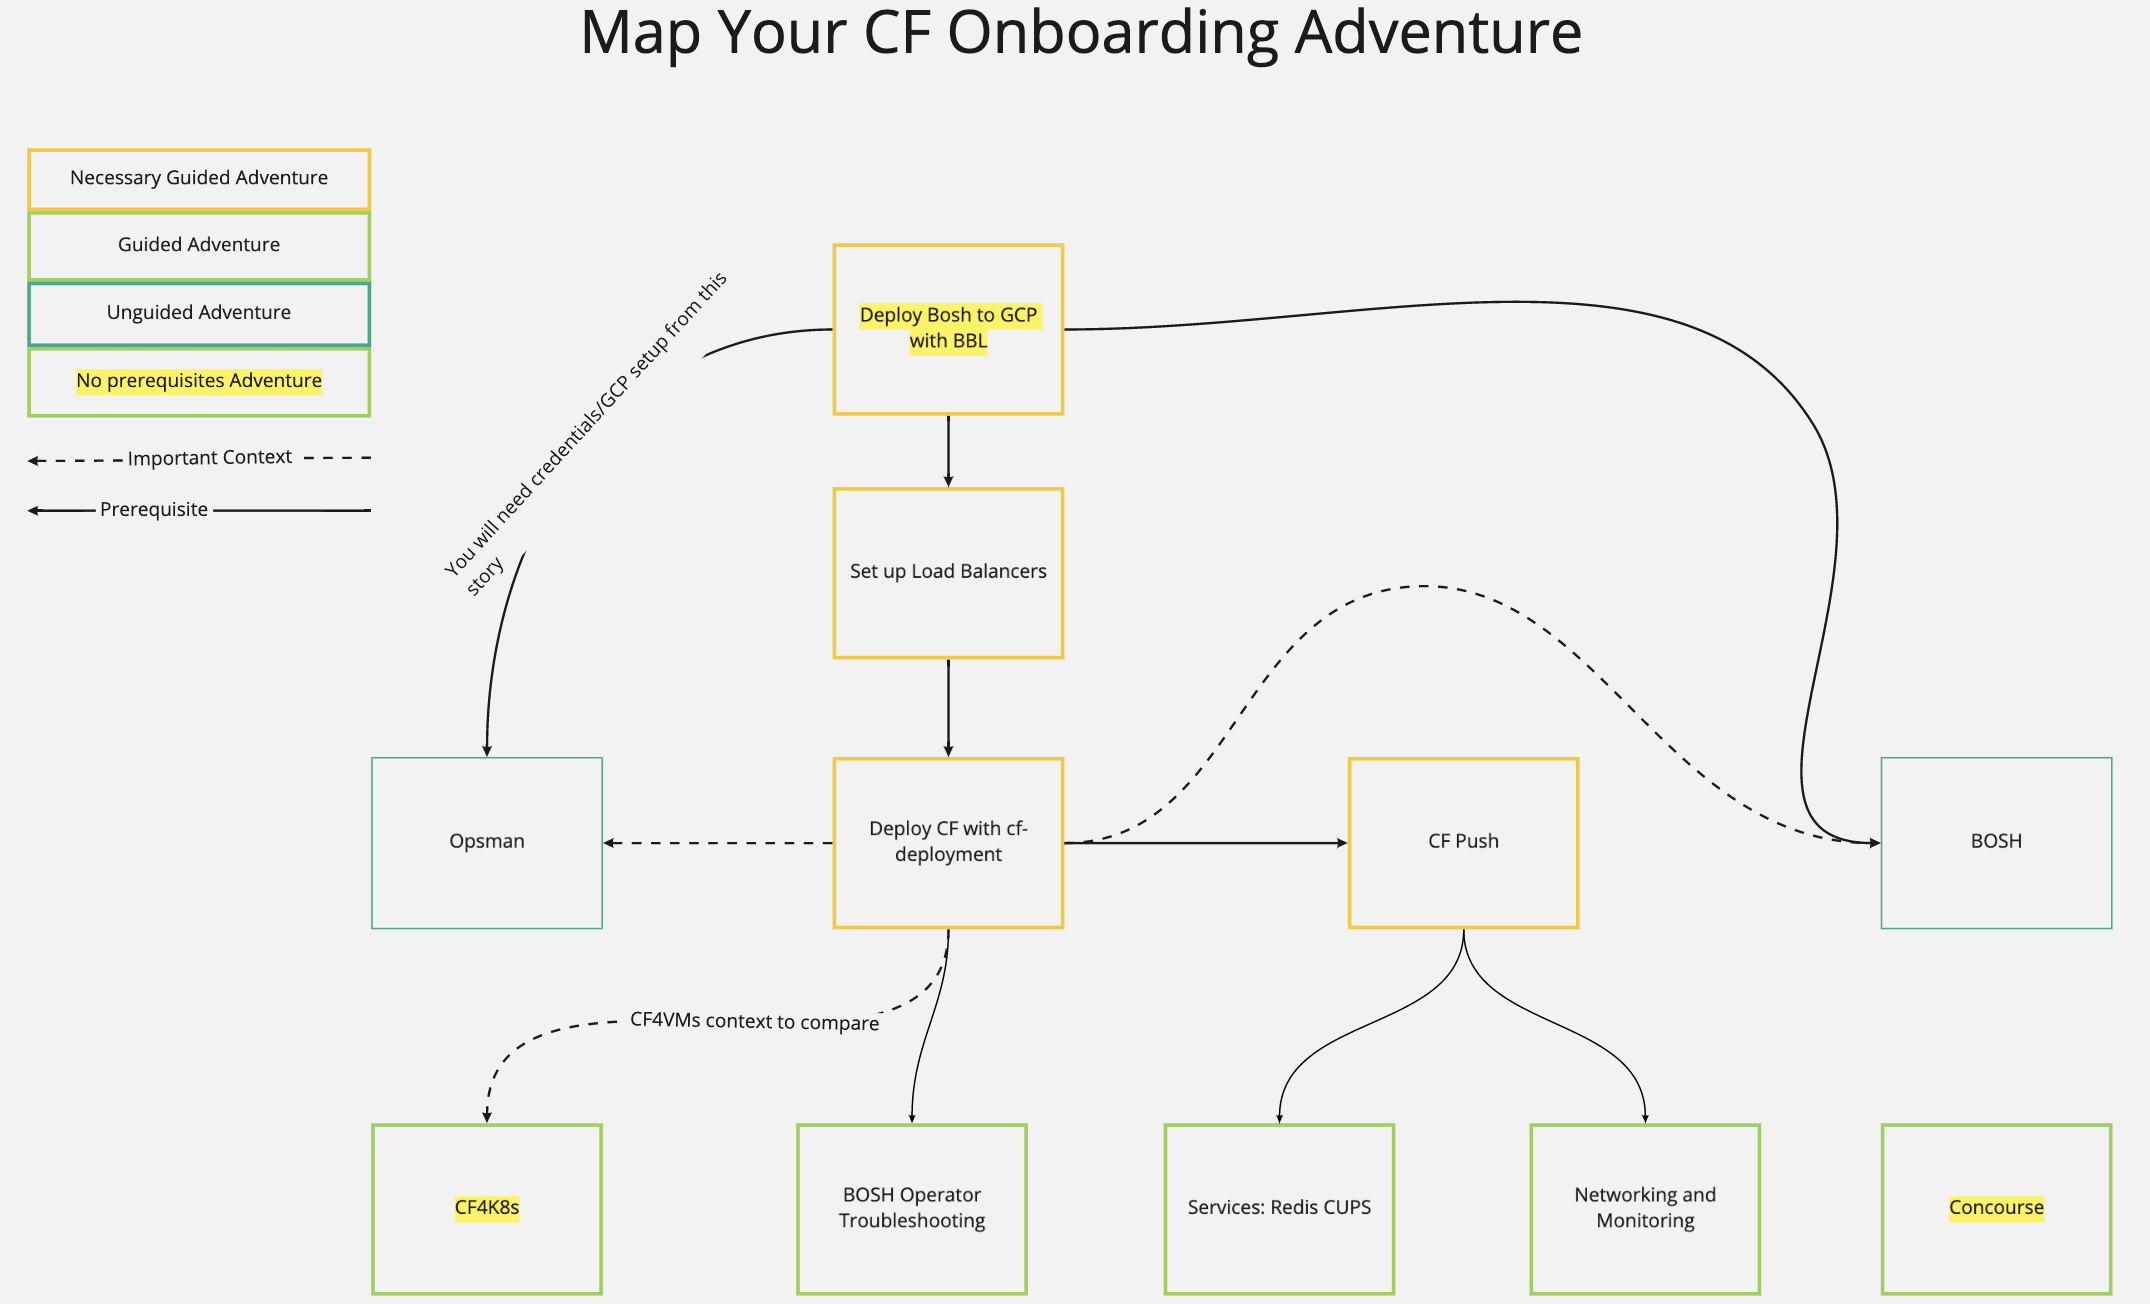 Map Your CF Onboarding Adventure
Necessary Guided Adventure
Guided Adventure
Unguided Adventure
No prerequisites Adventure
Important Context
Prerequisite
You will need credentials/GCP setup from this
story
Deploy Bosh to GCP
with BBL
Set up Load Balancers
Opsman
Deploy CF with cf-
deployment
CF Push
BOSH
CF4VMs context to compare
CF4K8s
BOSH Operator
Troubleshooting
Services: Redis CUPS
Networking and
Monitoring
Concourse